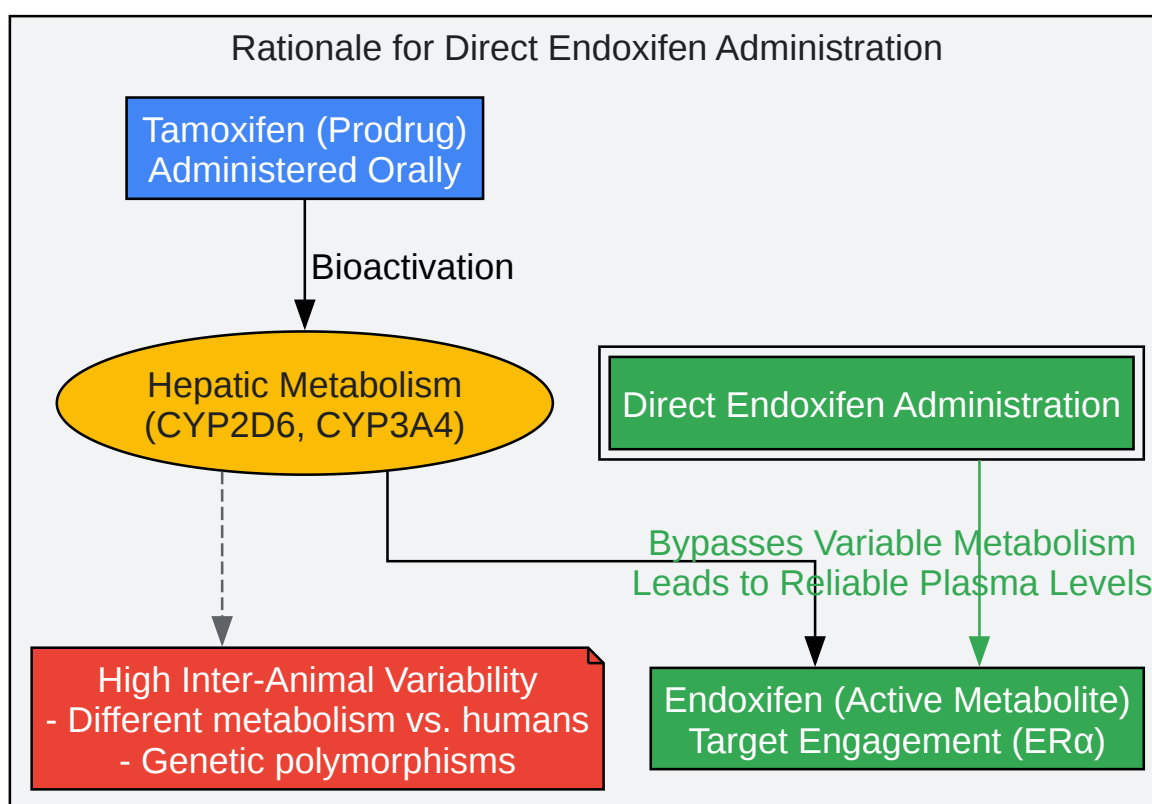 Rationale for Direct Endoxifen Administration
Tamoxifen (Prodrug)
Administered Orally
Bioactivation
Hepatic Metabolism
(CYP2D6, CYP3A4)
Direct Endoxifen Administration
Bypasses Variable Metabolism
Leads to Reliable Plasma Levels
High Inter-Animal Variability
- Different metabolism vs. humans
- Genetic polymorphisms
Endoxifen (Active Metabolite)
Target Engagement (ERα)